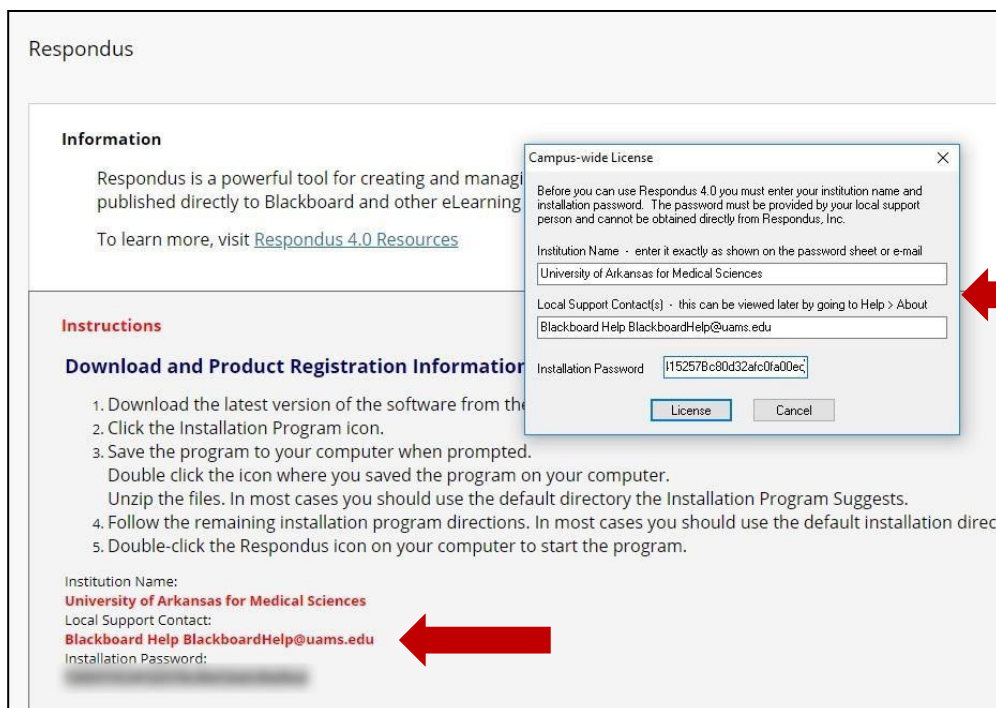 Respondus
Information
Respondus is a powerful tool for creating and managi
published directly to Blackboard and other eLearning
To learn more, visit Respondus 4.0 Resources
Campus-wide License
Before you can use Respondus 4.0 you must enter your institution name and
installation password. The password must be provided by your local support
person and cannot be obtained directly from Respondus, Inc.
Institution Name - enter it exactly as shown on the password sheet or e-mail
University of Arkansas for Medical Sciences
Local Support Contact(s) - this can be viewed later by going to Help > About
Blackboard Help BlackboardHelp@uams.edu
Installation Password
License Cancel
Instructions
Download and Product Registration Information
1. Download the latest version of the software from the
2. Click the Installation Program icon.
3. Save the program to your computer when prompted.
Double click the icon where you saved the program on your computer.
Unzip the files. In most cases you should use the default directory the Installation Program Suggests.
4. Follow the remaining installation program directions. In most cases you should use the default installation direc
5. Double-click the Respondus icon on your computer to start the program.
Institution Name:
University of Arkansas for Medical Sciences
Local Support Contact:
Blackboard Help BlackboardHelp@uams.edu
Installation Password: